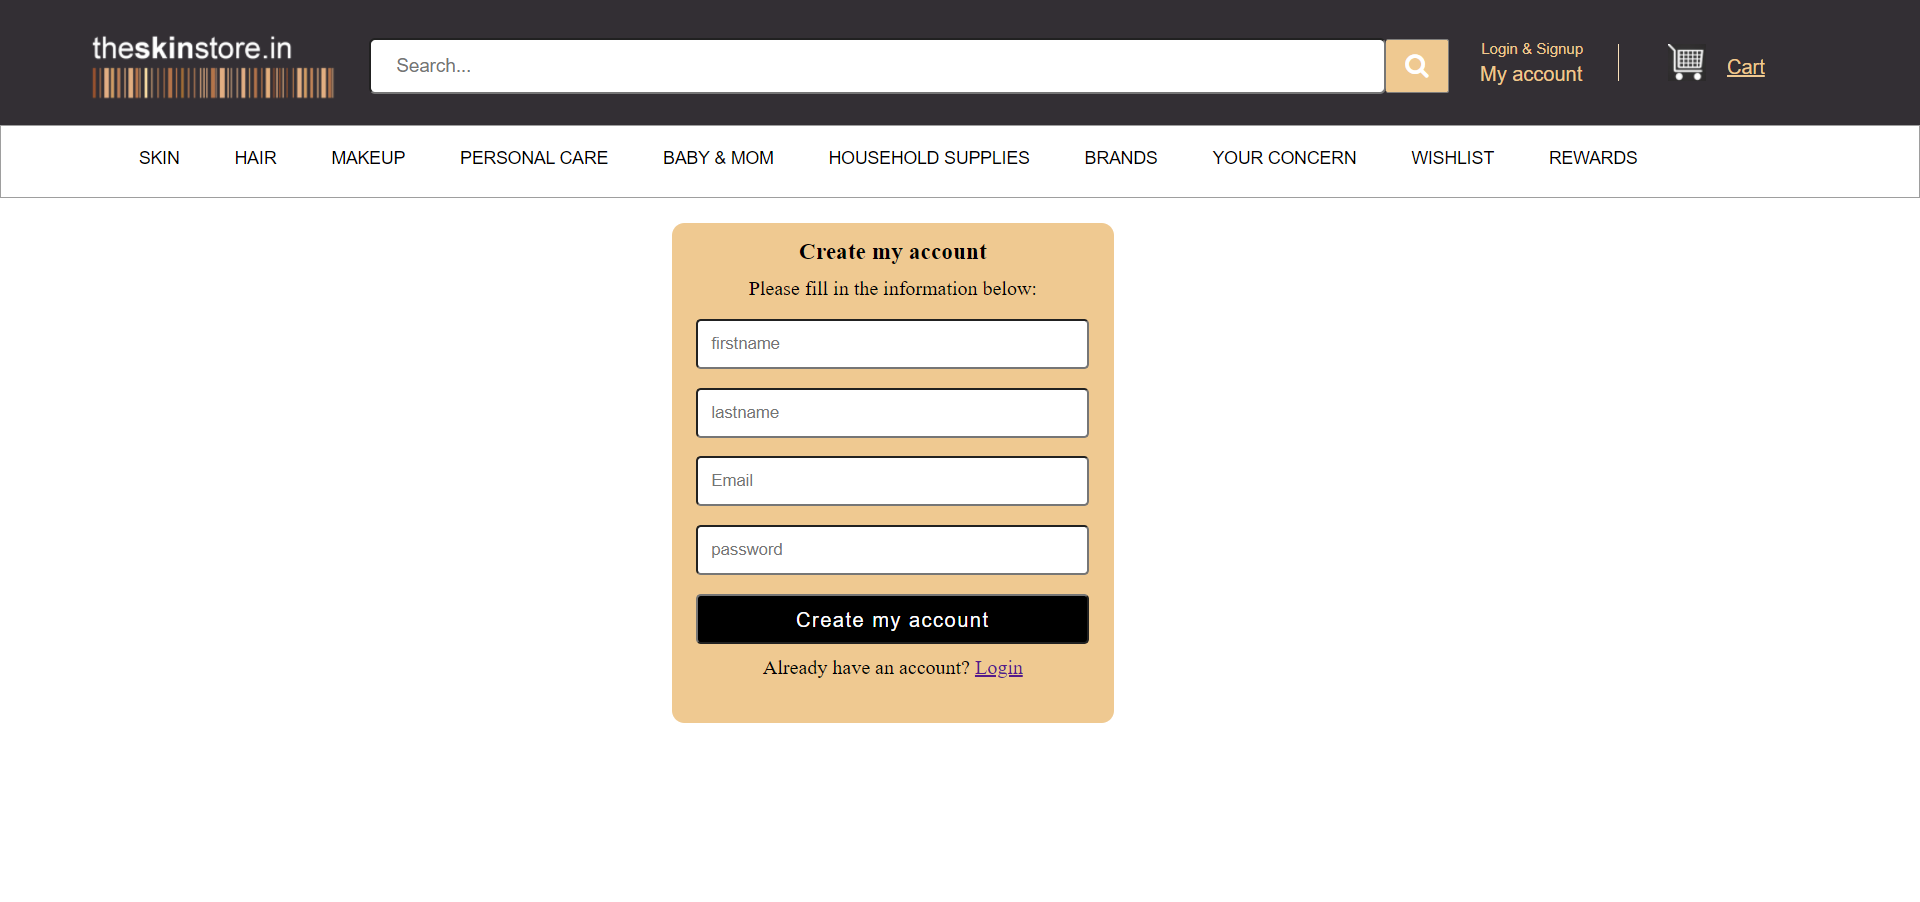 theskinstore.in
Search...
Login & Signup
My account
Cart
SKIN HAIR MAKEUP PERSONAL CARE BABY & MOM HOUSEHOLD SUPPLIES BRANDS YOUR CONCERN WISHLIST REWARDS
Create my account
Please fill in the information below:
firstname
lastname
Email
password
Create my account
Already have an account? Login